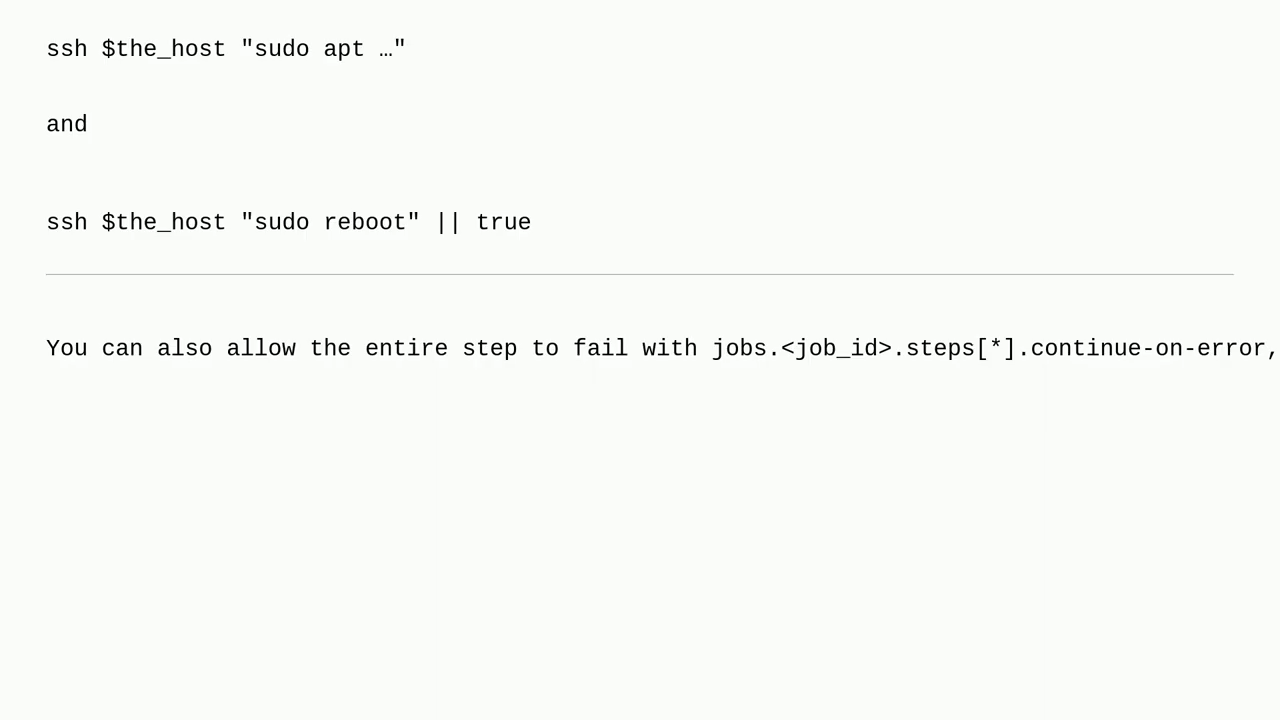 ssh $the_host "sudo apt …"
and
ssh $the_host "sudo reboot" || true
You can also allow the entire step to fail with jobs.<job_id>.steps[*].continue-on-error,